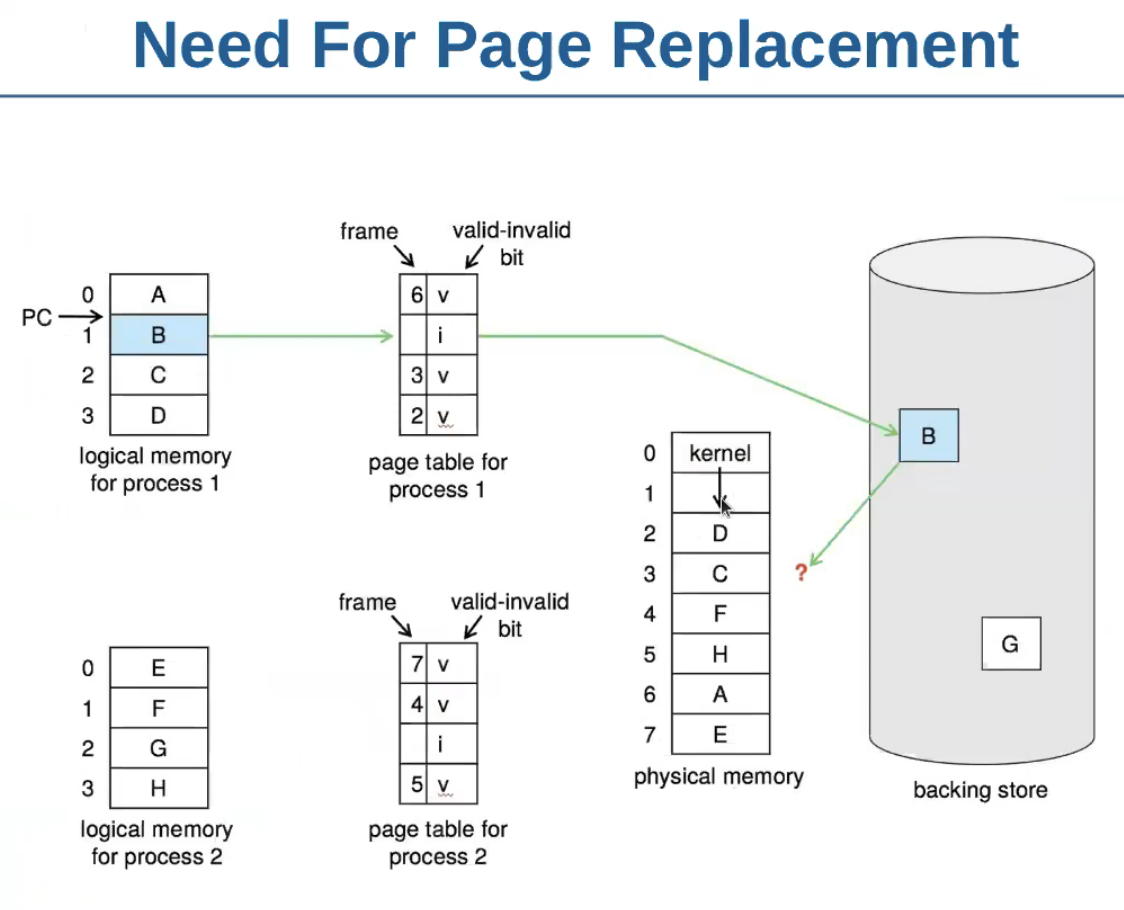 Need For Page Replacement
frame
valid-invalid
bit
PC
0 A
1 B
2 C
3 D
logical memory
for process 1
6 v
i
3 v
2 v
page table for
process 1
0 kernel
1
2 D
3 C
4 F
5 H
6 A
7 E
physical memory
?
B
G
backing store
frame
valid-invalid
bit
0 E
1 F
2 G
3 H
logical memory
for process 2
7 v
4 v
i
5 v
page table for
process 2